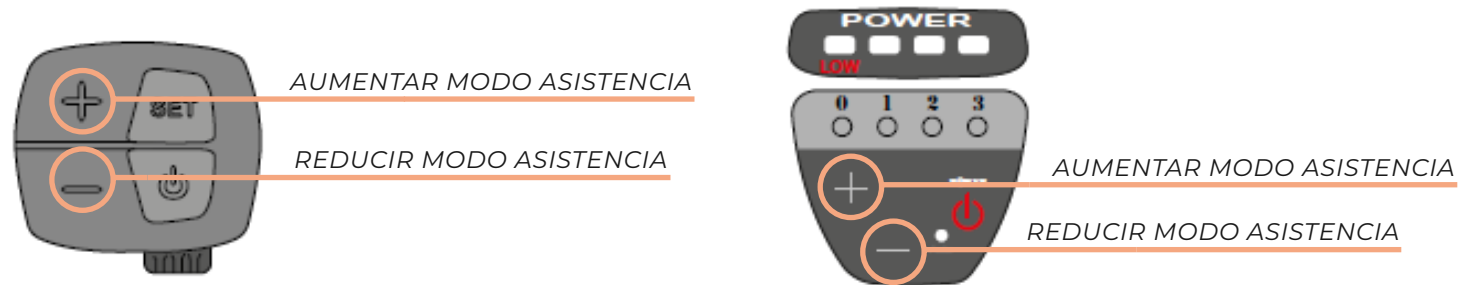 SET
AUMENTAR MODO ASISTENCIA
REDUCIR MODO ASISTENCIA
POWER
LOW
0 1 2 3
AUMENTAR MODO ASISTENCIA
REDUCIR MODO ASISTENCIA